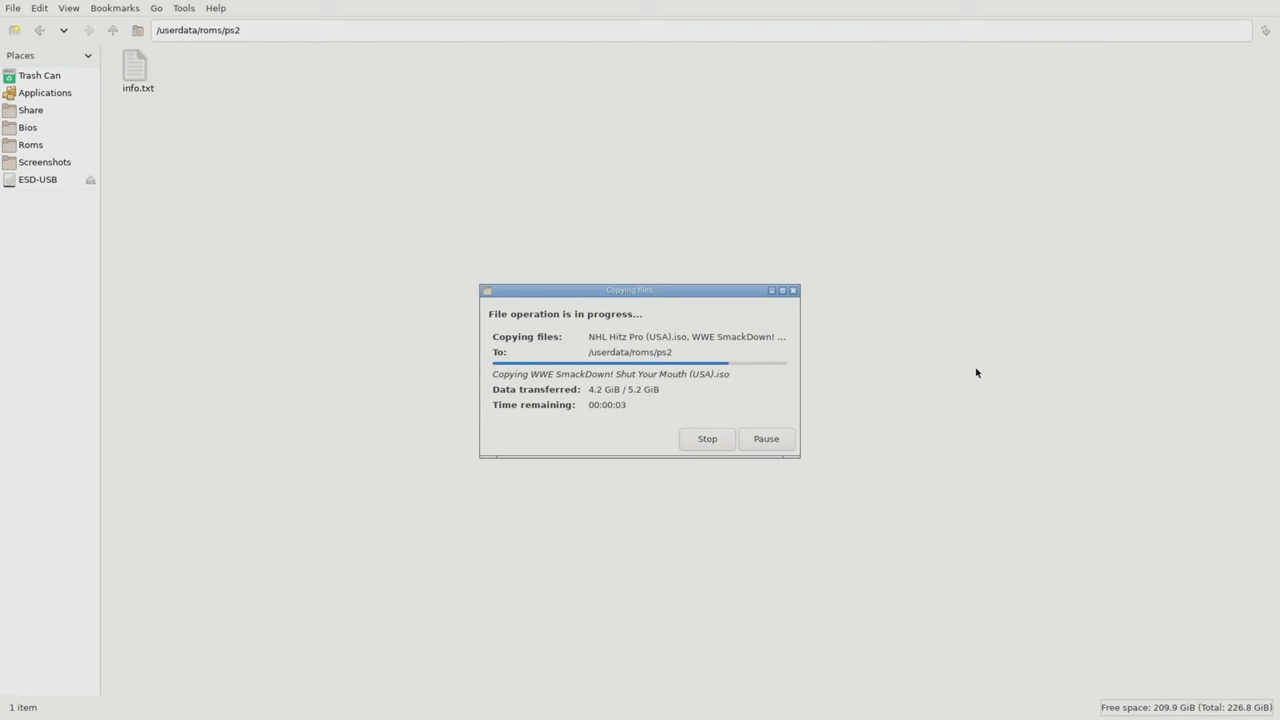 File Edit View Bookmarks Go Tools Help
/userdata/roms/ps2
Places
Trash Can
Applications
Share
Bios
Roms
Screenshots
ESD-USB
info.txt
Copying files
File operation is in progress...
Copying files: NHL Hitz Pro (USA).iso, WWE SmackDown! ...
To: /userdata/roms/ps2
Copying WWE SmackDown! Shut Your Mouth (USA).iso
Data transferred: 4.2 GiB / 5.2 GiB
Time remaining: 00:00:03
Stop Pause
1 item
Free space: 209.9 GiB (Total: 226.8 GiB)